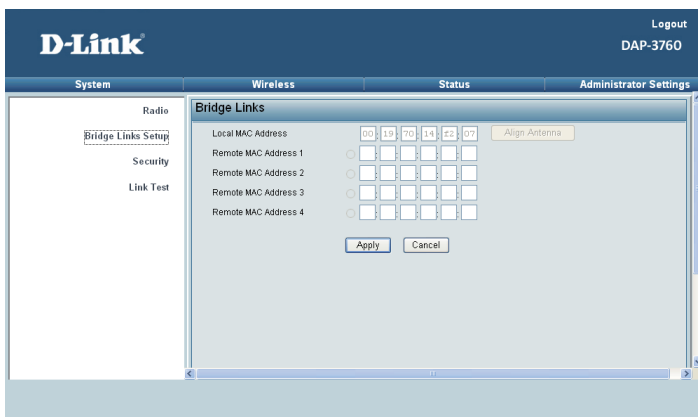 Logout
D-Link
DAP-3760
System Wireless Status Administrator Settings
Radio
Bridge Links Setup
Security
Link Test
Bridge Links
Local MAC Address 00 : 19 : 70 : 14 : f2 : 07 Align Antenna
Remote MAC Address 1 : : : : :
Remote MAC Address 2 : : : : :
Remote MAC Address 3 : : : : :
Remote MAC Address 4 : : : : :
Apply Cancel